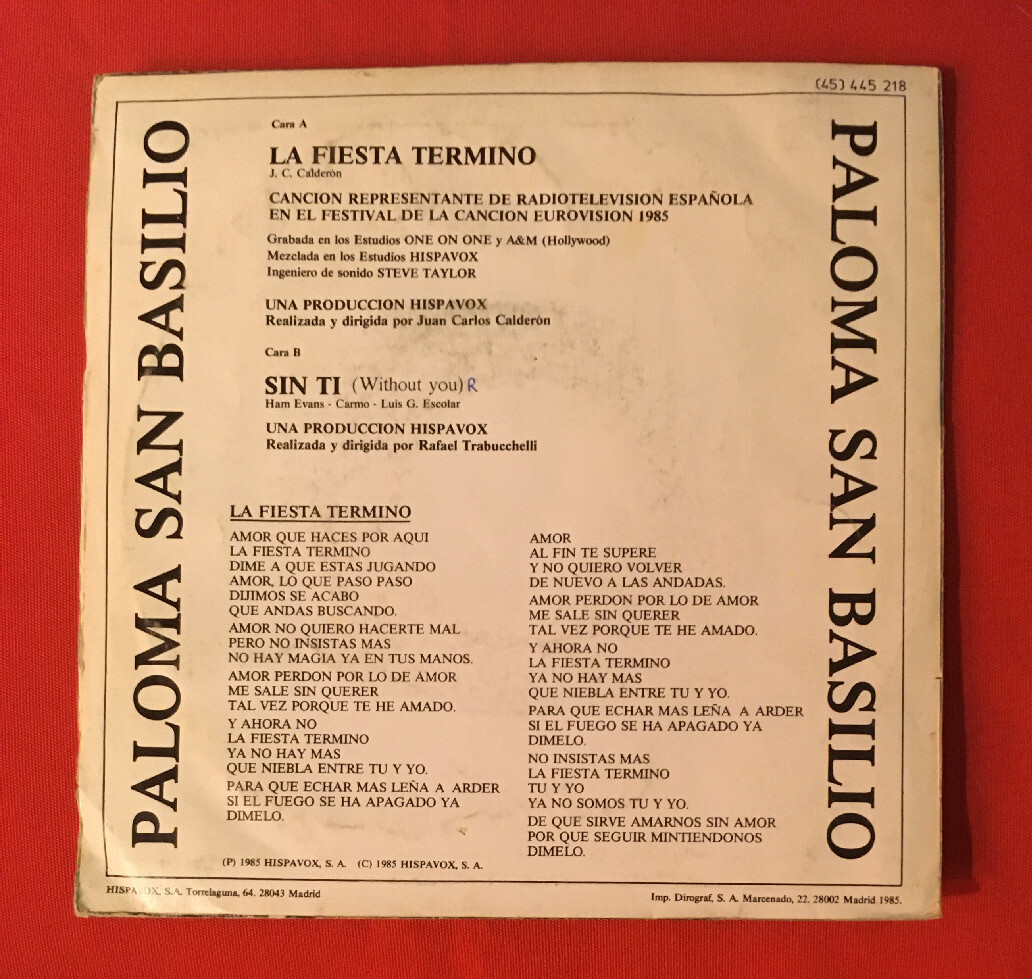 (45) 445 218
PALOMA SAN BASILIO
Cara A
LA FIESTA TERMINO
J. C. Calderón
CANCION REPRESENTANTE DE RADIOTELEVISION ESPAÑOLA
EN EL FESTIVAL DE LA CANCION EUROVISION 1985
Grabada en los Estudios ONE ON ONE y A&M (Hollywood)
Mezclada en los Estudios HISPAVOX
Ingeniero de sonido STEVE TAYLOR
UNA PRODUCCION HISPAVOX
Realizada y dirigida por Juan Carlos Calderón
Cara B
SIN TI (Without you) R
Ham Evans - Carmo - Luis G. Escolar
UNA PRODUCCION HISPAVOX
Realizada y dirigida por Rafael Trabucchelli
LA FIESTA TERMINO
AMOR QUE HACES POR AQUI
LA FIESTA TERMINO
DIME A QUE ESTAS JUGANDO
AMOR, LO QUE PASO PASO
DIJIMOS SE ACABO
QUE ANDAS BUSCANDO.
AMOR NO QUIERO HACERTE MAL
PERO NO INSISTAS MAS
NO HAY MAGIA YA EN TUS MANOS.
AMOR PERDON POR LO DE AMOR
ME SALE SIN QUERER
TAL VEZ PORQUE TE HE AMADO.
Y AHORA NO
LA FIESTA TERMINO
YA NO HAY MAS
QUE NIEBLA ENTRE TU Y YO.
PARA QUE ECHAR MAS LEÑA A ARDER
SI EL FUEGO SE HA APAGADO YA
DIMELO.
AMOR
AL FIN TE SUPERE
Y NO QUIERO VOLVER
DE NUEVO A LAS ANDADAS.
AMOR PERDON POR LO DE AMOR
ME SALE SIN QUERER
TAL VEZ PORQUE TE HE AMADO.
Y AHORA NO
LA FIESTA TERMINO
YA NO HAY MAS
QUE NIEBLA ENTRE TU Y YO.
PARA QUE ECHAR MAS LEÑA A ARDER
SI EL FUEGO SE HA APAGADO YA
DIMELO.
NO INSISTAS MAS
LA FIESTA TERMINO
TU Y YO
YA NO SOMOS TU Y YO.
DE QUE SIRVE AMARNOS SIN AMOR
POR QUE SEGUIR MINTIENDONOS
DIMELO.
PALOMA SAN BASILIO
(P) 1985 HISPAVOX, S. A. (C) 1985 HISPAVOX, S. A.
HISPAVOX, S.A. Torrelaguna, 64. 28043 Madrid
Imp. Dirograf, S. A. Marcenado, 22. 28002 Madrid 1985.